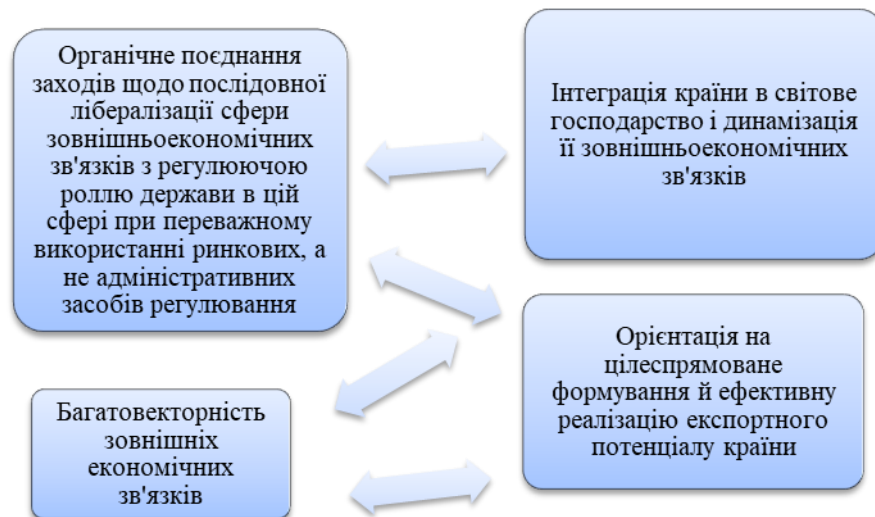 Органічне поєднання
заходів щодо послідовної
лібералізації сфери
зовнішньоекономічних
зв'язків з регулюючою
роллю держави в цій
сфері при переважному
використанні ринкових, а
не адміністративних
засобів регулювання
Інтеграція країни в світове
господарство і динамізація
її зовнішньоекономічних
зв'язків
Багатовекторність
зовнішніх
економічних
зв'язків
Орієнтація на
цілеспрямоване
формування й ефективну
реалізацію експортного
потенціалу країни